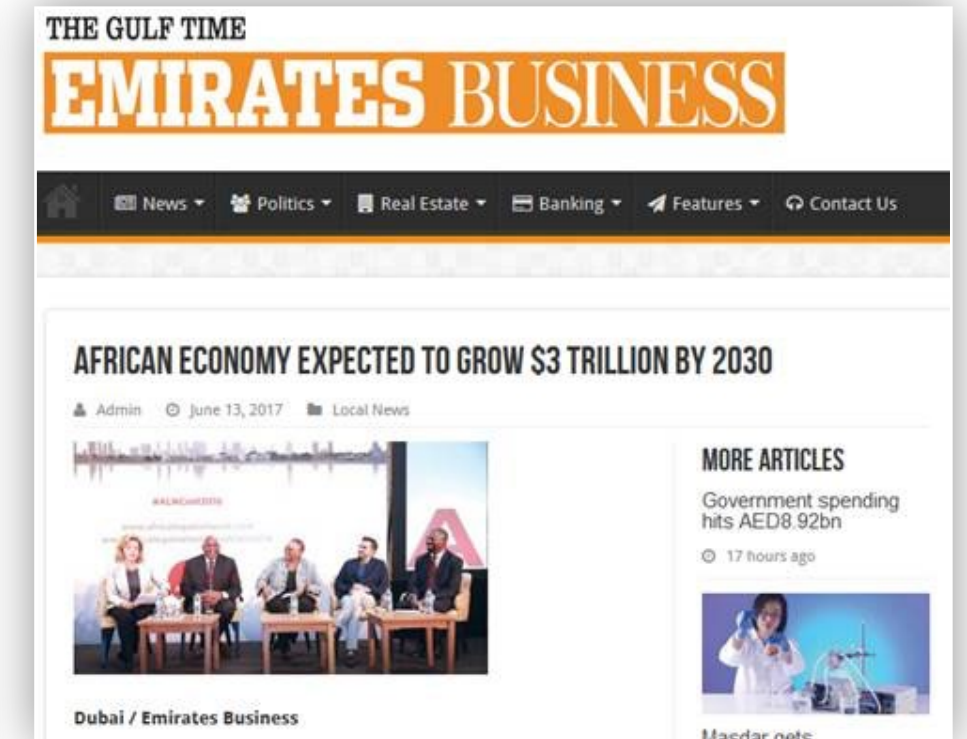 THE GULF TIME
EMIRATES BUSINESS
News
Politics
Real Estate
Banking
Features
Contact Us
AFRICAN ECONOMY EXPECTED TO GROW $3 TRILLION BY 2030
Admin
June 13, 2017
Local News
A
Dubai / Emirates Business
MORE ARTICLES
Government spending
hits AED8.92bn
17 hours ago
Masdar gets